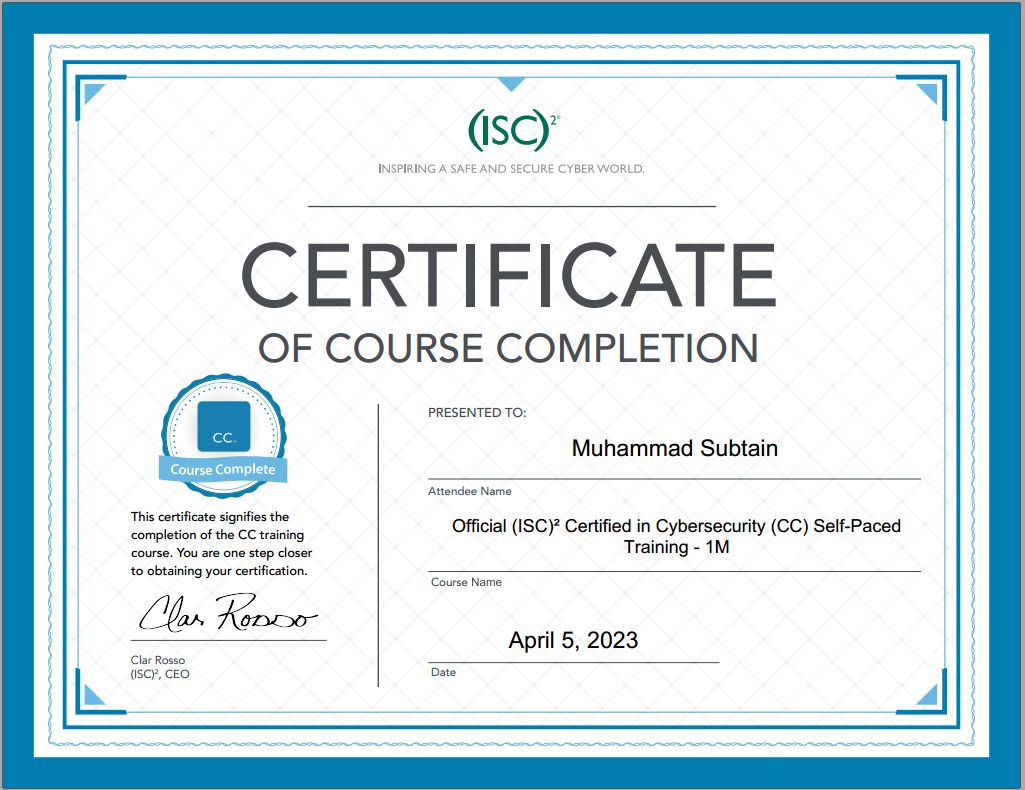 (ISC)²®
INSPIRING A SAFE AND SECURE CYBER WORLD.
CERTIFICATE
OF COURSE COMPLETION
CC
Course Complete
This certificate signifies the
completion of the CC training
course. You are one step closer
to obtaining your certification.
Clar Rosso
Clar Rosso
(ISC)², CEO
PRESENTED TO:
Muhammad Subtain
Attendee Name
Official (ISC)² Certified in Cybersecurity (CC) Self-Paced
Training - 1M
Course Name
April 5, 2023
Date